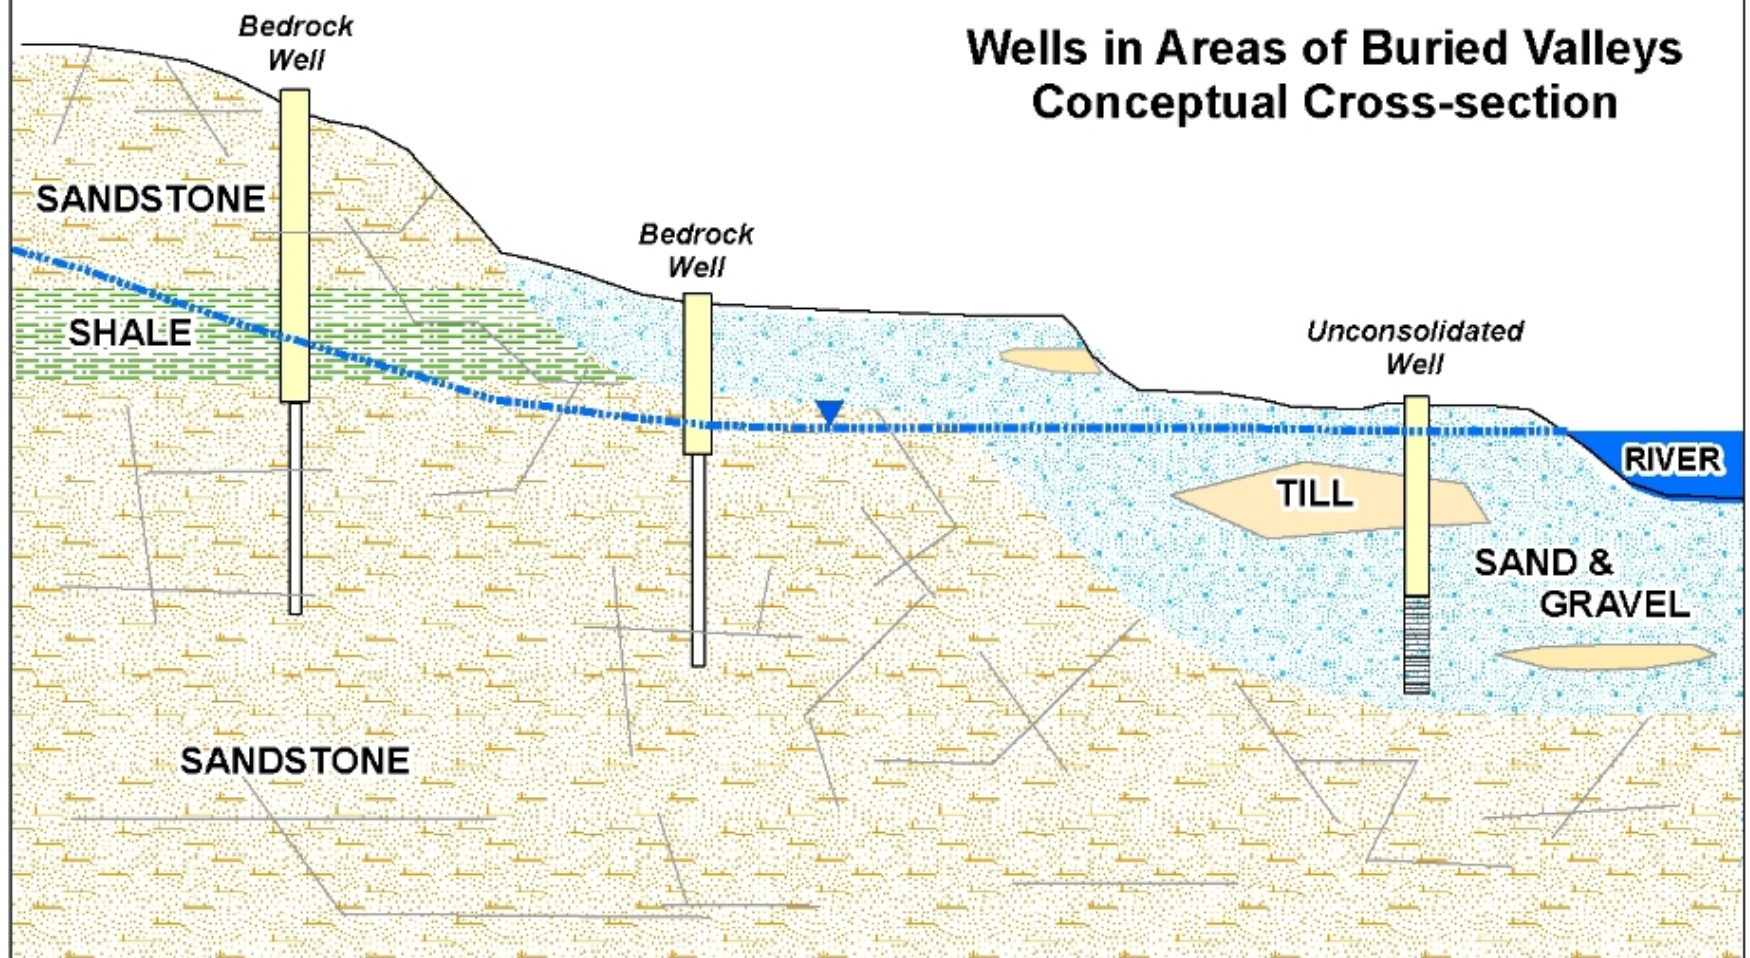 Wells in Areas of Buried Valleys
Conceptual Cross-section
Bedrock
Well
SANDSTONE
SHALE
Bedrock
Well
Unconsolidated
Well
RIVER
TILL
SAND &
GRAVEL
SANDSTONE